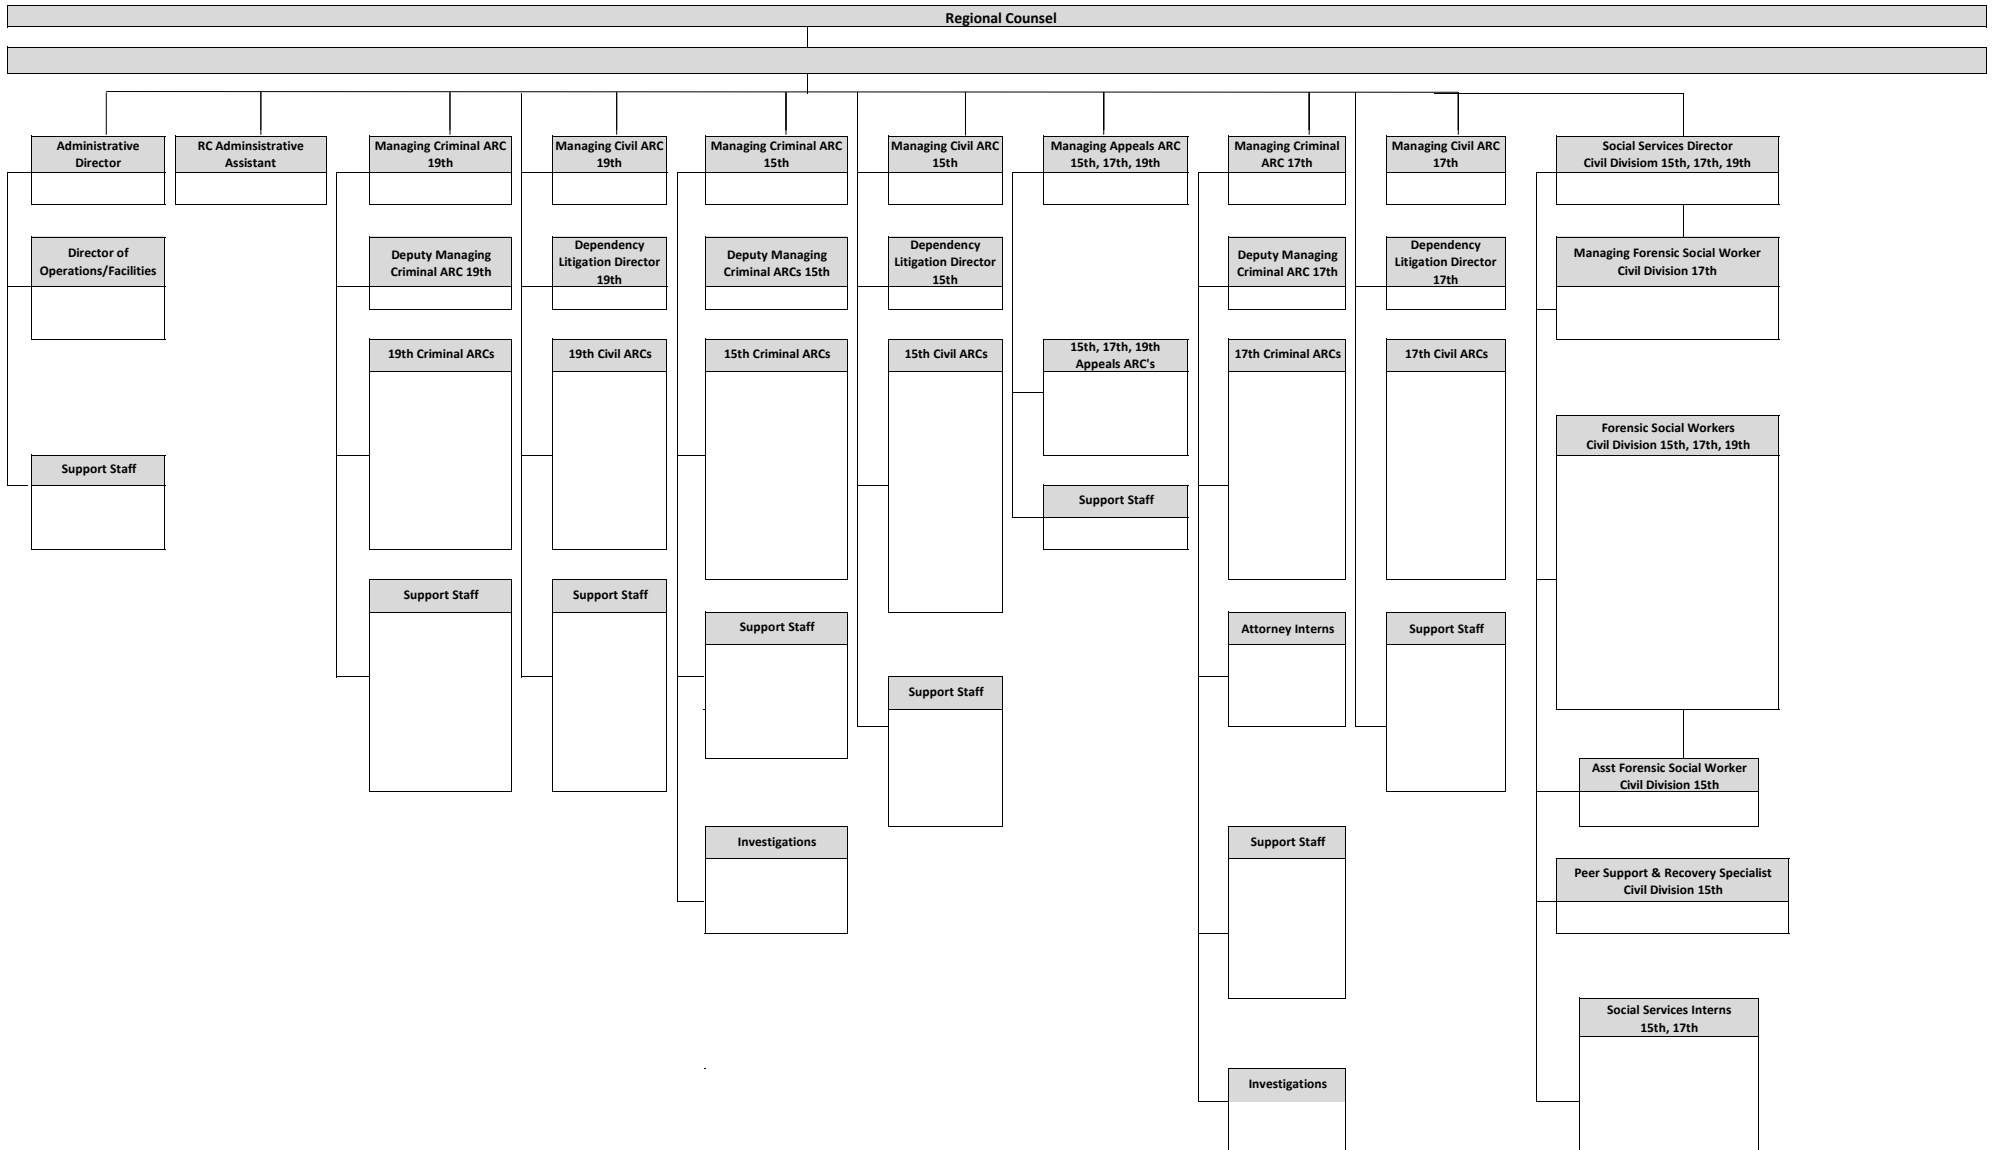 Regional Counsel
Administrative
Director
RC Adminsistrative
Assistant
Managing Criminal ARC
19th
Managing Civil ARC
19th
Managing Criminal ARC
15th
Managing Civil ARC
15th
Managing Appeals ARC
15th, 17th, 19th
Managing Criminal
ARC 17th
Managing Civil ARC
17th
Social Services Director
Civil Divisiom 15th, 17th, 19th
Director of
Operations/Facilities
Deputy Managing
Criminal ARC 19th
Dependency
Litigation Director
19th
Deputy Managing
Criminal ARCs 15th
Dependency
Litigation Director
15th
Deputy Managing
Criminal ARC 17th
Dependency
Litigation Director
17th
Managing Forensic Social Worker
Civil Division 17th
19th Criminal ARCs
19th Civil ARCs
15th Criminal ARCs
15th Civil ARCs
15th, 17th, 19th
Appeals ARC's
17th Criminal ARCs
17th Civil ARCs
Forensic Social Workers
Civil Division 15th, 17th, 19th
Support Staff
Support Staff
Support Staff
Support Staff
Support Staff
Attorney Interns
Support Staff
Support Staff
Asst Forensic Social Worker
Civil Division 15th
Investigations
Support Staff
Peer Support & Recovery Specialist
Civil Division 15th
Social Services Interns
15th, 17th
Investigations